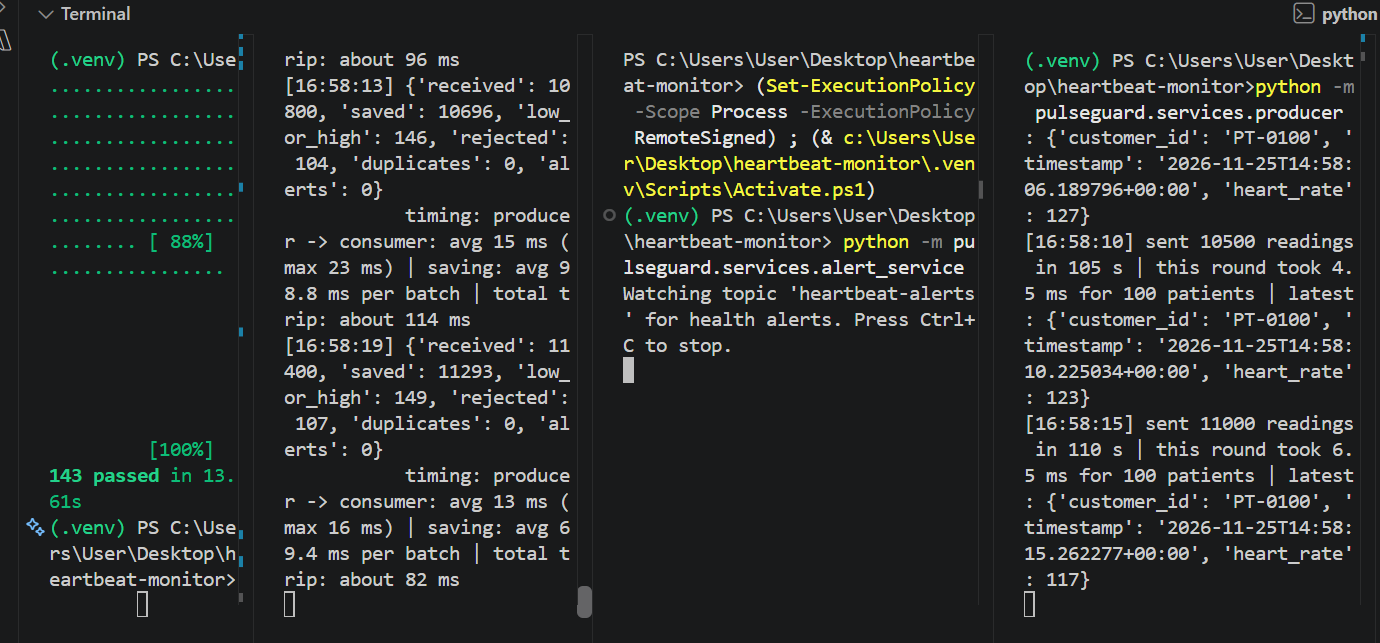 Terminal
python
(.venv) PS C:\Use
..................
..................
..................
..................
..................
..................
........ [ 88%]
.................
[100%]
143 passed in 13.
61s
(.venv) PS C:\Use
rs\User\Desktop\h
eartbeat-monitor>
rip: about 96 ms
[16:58:13] {'received': 10
800, 'saved': 10696, 'low_
or_high': 146, 'rejected':
104, 'duplicates': 0, 'al
erts': 0}
timing: produce
r -> consumer: avg 15 ms (
max 23 ms) | saving: avg 9
8.8 ms per batch | total t
rip: about 114 ms
[16:58:19] {'received': 11
400, 'saved': 11293, 'low_
or_high': 149, 'rejected':
107, 'duplicates': 0, 'al
erts': 0}
timing: produce
r -> consumer: avg 13 ms (
max 16 ms) | saving: avg 6
9.4 ms per batch | total t
rip: about 82 ms
PS C:\Users\User\Desktop\heartbe
at-monitor> (Set-ExecutionPolicy
-Scope Process -ExecutionPolicy
RemoteSigned) ; (& c:\Users\Use
r\Desktop\heartbeat-monitor\.ven
v\Scripts\Activate.ps1)
(.venv) PS C:\Users\User\Desktop
\heartbeat-monitor> python -m pu
lseguard.services.alert_service
Watching topic 'heartbeat-alerts
' for health alerts. Press Ctrl+
C to stop.
(.venv) PS C:\Users\User\Deskt
op\heartbeat-monitor>python -m
pulseguard.services.producer
: {'customer_id': 'PT-0100', '
timestamp': '2026-11-25T14:58:
06.189796+00:00', 'heart_rate'
: 127}
[16:58:10] sent 10500 readings
in 105 s | this round took 4.
5 ms for 100 patients | latest
: {'customer_id': 'PT-0100', '
timestamp': '2026-11-25T14:58:
10.225034+00:00', 'heart_rate'
: 123}
[16:58:15] sent 11000 readings
in 110 s | this round took 6.
5 ms for 100 patients | latest
: {'customer_id': 'PT-0100', '
timestamp': '2026-11-25T14:58:
15.262277+00:00', 'heart_rate'
: 117}